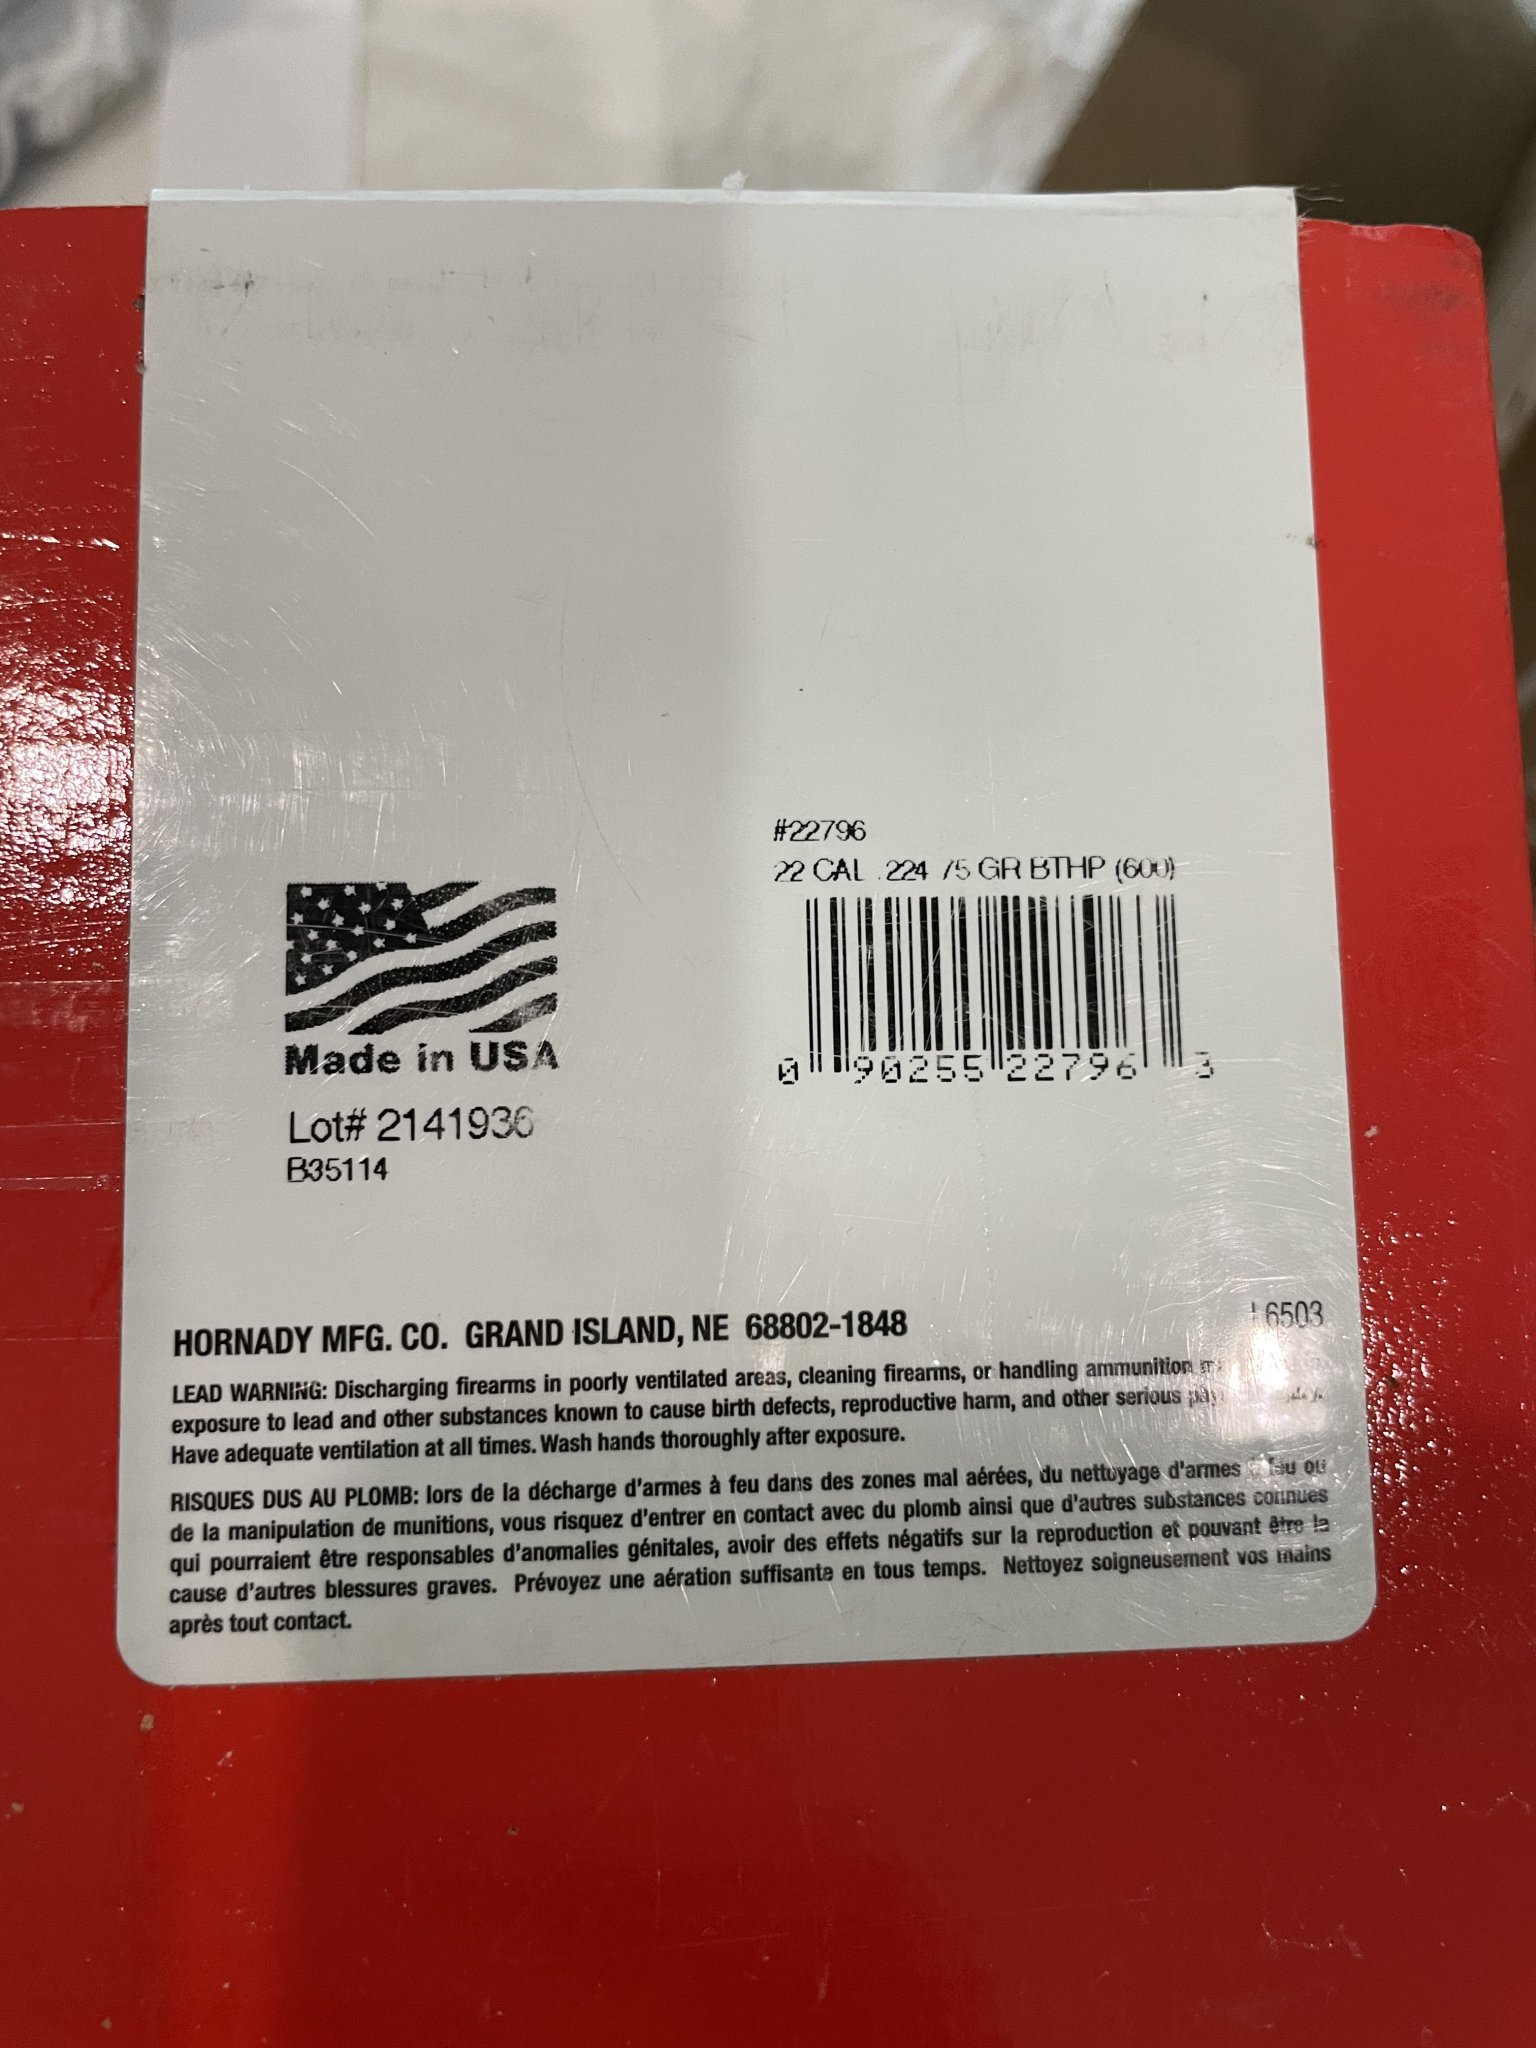 #22796
22 CAL .224 75 GR BTHP (600)
0 90255 22796 3
Made in USA
Lot# 2141936
B35114
HORNADY MFG. CO. GRAND ISLAND, NE 68802-1848
L6503
LEAD WARNING: Discharging firearms in poorly ventilated areas, cleaning firearms, or handling ammunition
exposure to lead and other substances known to cause birth defects, reproductive harm, and other serious
Have adequate ventilation at all times. Wash hands thoroughly after exposure.
RISQUES DUS AU PLOMB: lors de la décharge d'armes à feu dans des zones mal aérées, du nettoyage d'armes à feu ou
de la manipulation de munitions, vous risquez d'entrer en contact avec du plomb ainsi que d'autres substances connues
qui pourraient être responsables d'anomalies génitales, avoir des effets négatifs sur la reproduction et pouvant être la
cause d'autres blessures graves. Prévoyez une aération suffisante en tous temps. Nettoyez soigneusement vos mains
après tout contact.